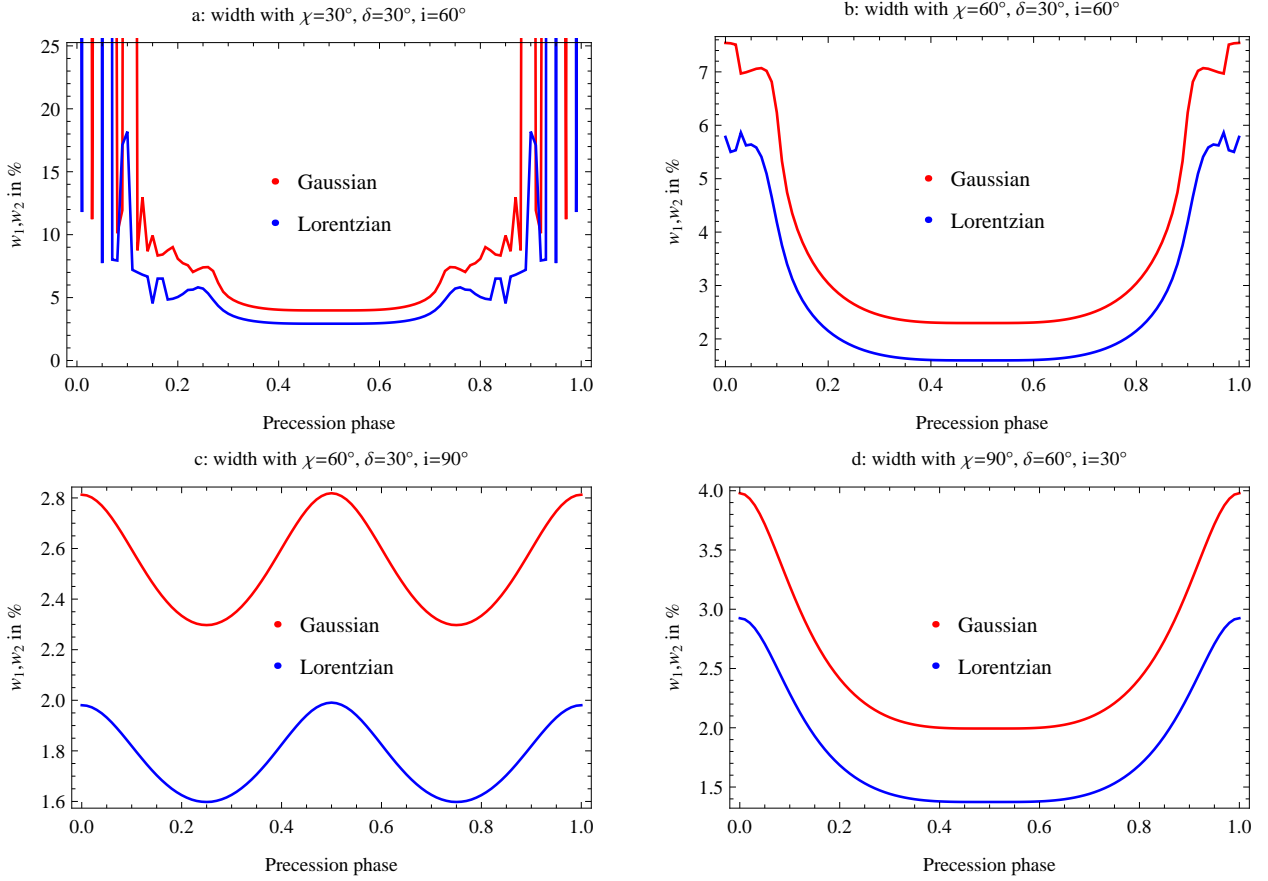 a: width with χ=30°, δ=30°, i=60°
25
20
15
10
5
0
w₁,w₂ in %
Gaussian
Lorentzian
0.0 0.2 0.4 0.6 0.8 1.0
Precession phase
b: width with χ=60°, δ=30°, i=60°
7
6
5
4
3
2
w₁,w₂ in %
Gaussian
Lorentzian
0.0 0.2 0.4 0.6 0.8 1.0
Precession phase
c: width with χ=60°, δ=30°, i=90°
2.8
2.6
2.4
2.2
2.0
1.8
1.6
w₁,w₂ in %
Gaussian
Lorentzian
0.0 0.2 0.4 0.6 0.8 1.0
Precession phase
d: width with χ=90°, δ=60°, i=30°
4.0
3.5
3.0
2.5
2.0
1.5
w₁,w₂ in %
Gaussian
Lorentzian
0.0 0.2 0.4 0.6 0.8 1.0
Precession phase